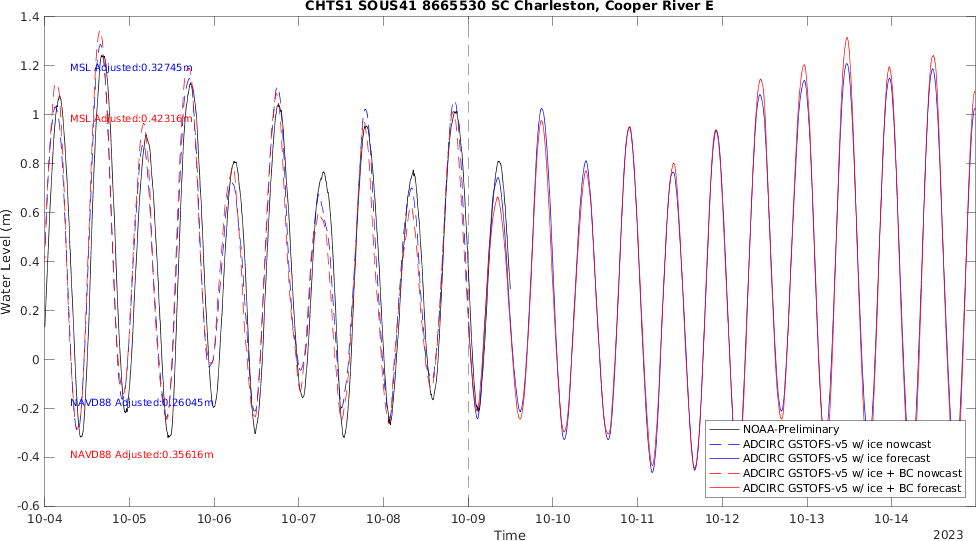 CHTS1 SOUS41 8665530 SC Charleston, Cooper River E
1.4
1.2
1
0.8
0.6
0.4
0.2
0
-0.2
-0.4
-0.6
Water Level (m)
MSL Adjusted:0.32745m
MSL Adjusted:0.42316m
NAVD88 Adjusted:0.26045m
NAVD88 Adjusted:0.35616m
NOAA-Preliminary
ADCIRC GSTOFS-v5 w/ ice nowcast
ADCIRC GSTOFS-v5 w/ ice forecast
ADCIRC GSTOFS-v5 w/ ice + BC nowcast
ADCIRC GSTOFS-v5 w/ ice + BC forecast
10-04 10-05 10-06 10-07 10-08 10-09 10-10 10-11 10-12 10-13 10-14
Time
2023